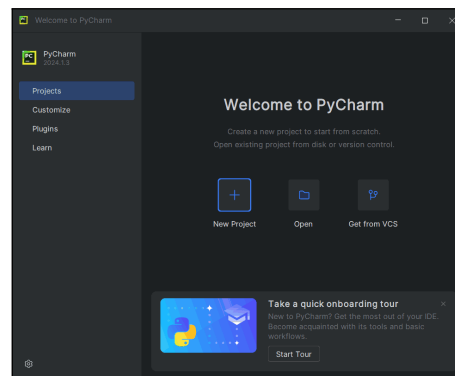 Welcome to PyCharm
PC
PyCharm
2024.1.3
Projects
Customize
Plugins
Learn
Welcome to PyCharm
Create a new project to start from scratch.
Open existing project from disk or version control.
New Project
Open
Get from VCS
Take a quick onboarding tour
New to PyCharm? Get the most out of your IDE.
Become acquainted with its tools and basic
workflows.
Start Tour